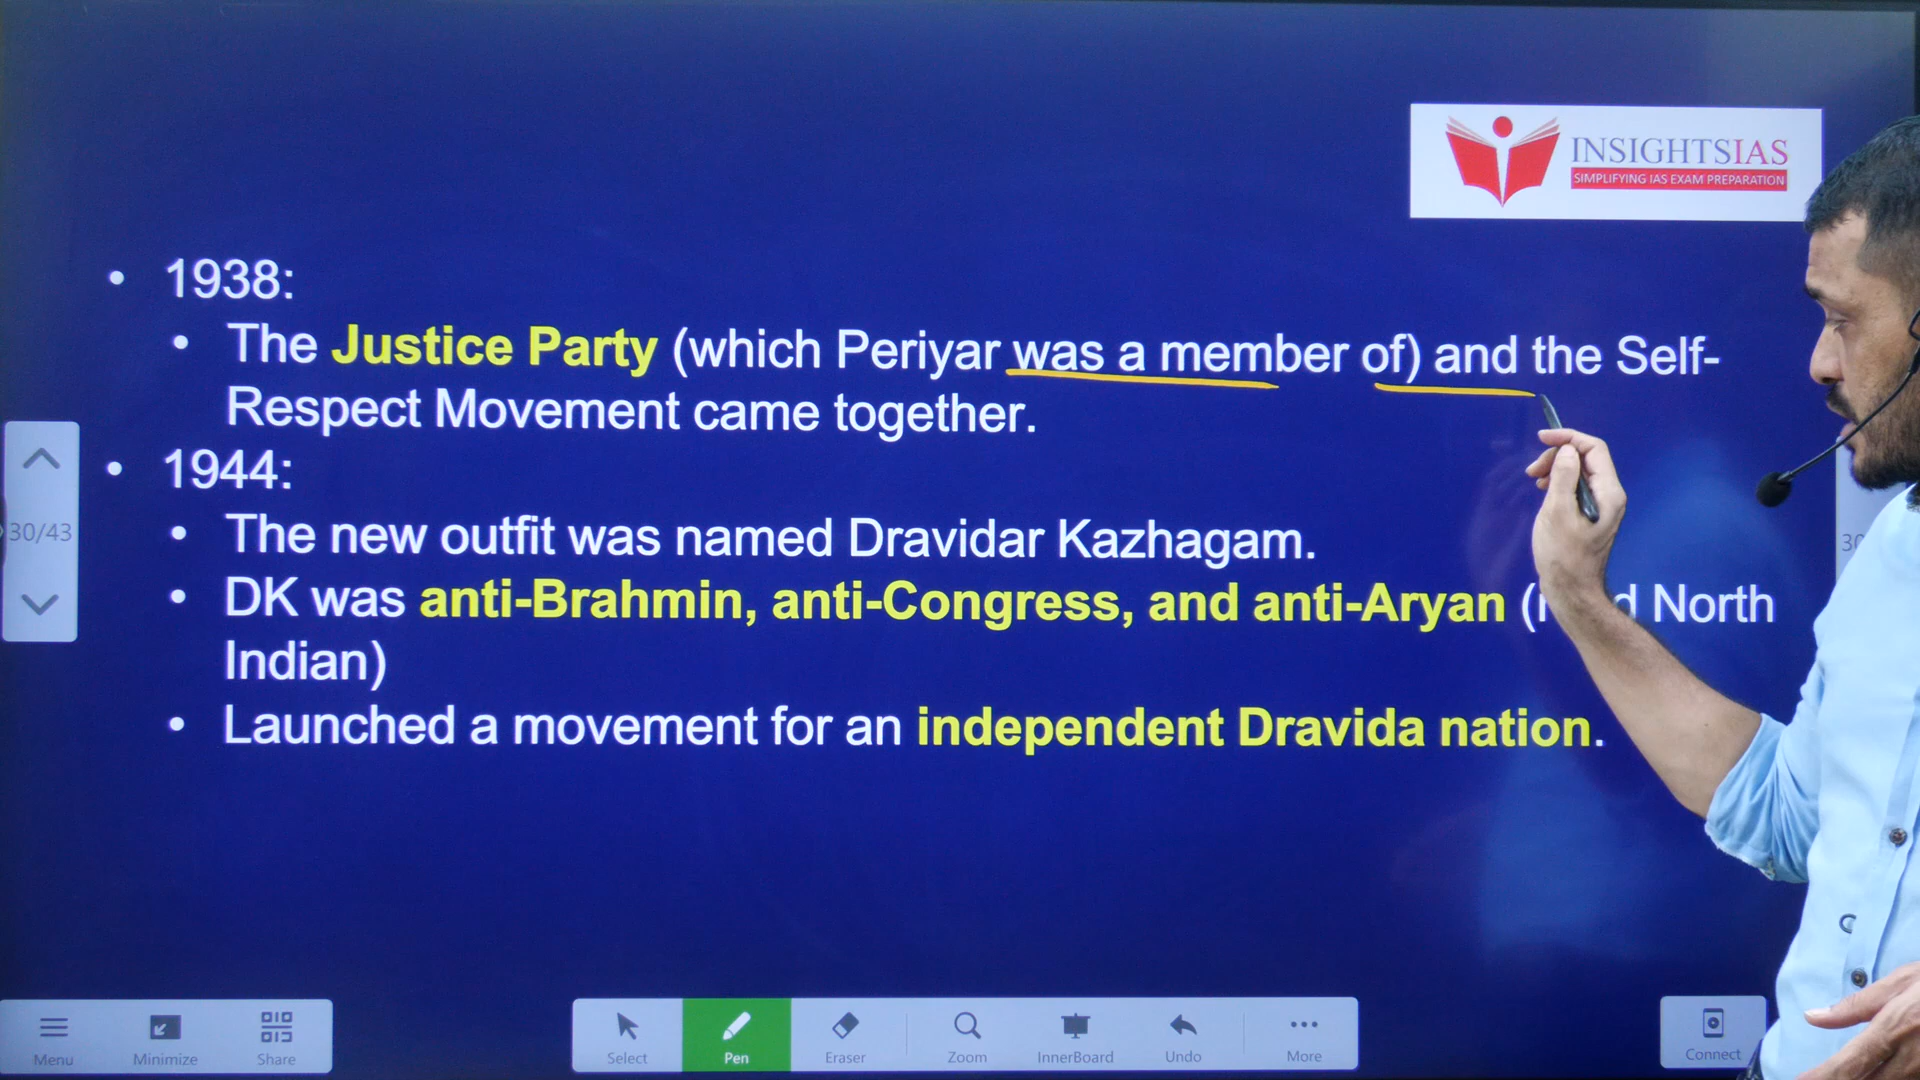 INSIGHTSIAS
SIMPLIFYING IAS EXAM PREPARATION
• 1938:
• The Justice Party (which Periyar was a member of) and the Self-
Respect Movement came together.
• 1944:
• The new outfit was named Dravidar Kazhagam.
• DK was anti-Brahmin, anti-Congress, and anti-Aryan ( North
Indian)
• Launched a movement for an independent Dravida nation.
30/43
30
Menu
Minimize
Share
Select
Pen
Eraser
Zoom
InnerBoard
Undo
More
Connect